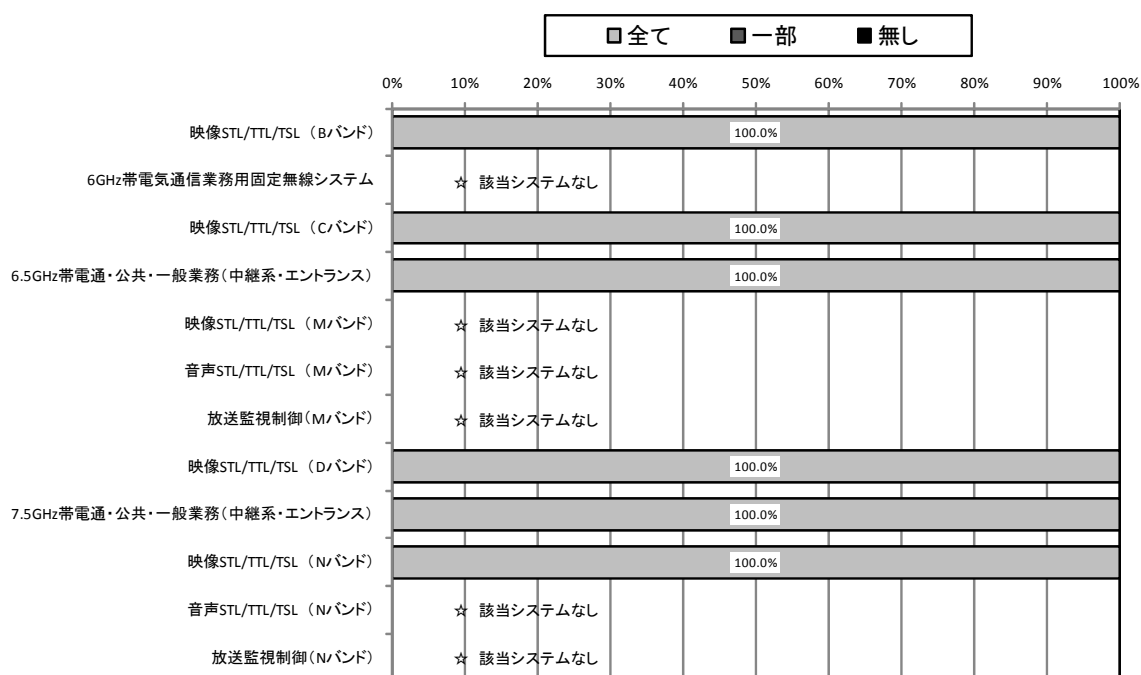 全て 一部 無し
0% 10% 20% 30% 40% 50% 60% 70% 80% 90% 100%
映像STL/TTL/TSL (Bバンド) 100.0%
6GHz帯電気通信業務用固定無線システム ☆ 該当システムなし
映像STL/TTL/TSL (Cバンド) 100.0%
6.5GHz帯電通・公共・一般業務(中継系・エントランス) 100.0%
映像STL/TTL/TSL (Mバンド) ☆ 該当システムなし
音声STL/TTL/TSL (Mバンド) ☆ 該当システムなし
放送監視制御(Mバンド) ☆ 該当システムなし
映像STL/TTL/TSL (Dバンド) 100.0%
7.5GHz帯電通・公共・一般業務(中継系・エントランス) 100.0%
映像STL/TTL/TSL (Nバンド) 100.0%
音声STL/TTL/TSL (Nバンド) ☆ 該当システムなし
放送監視制御(Nバンド) ☆ 該当システムなし